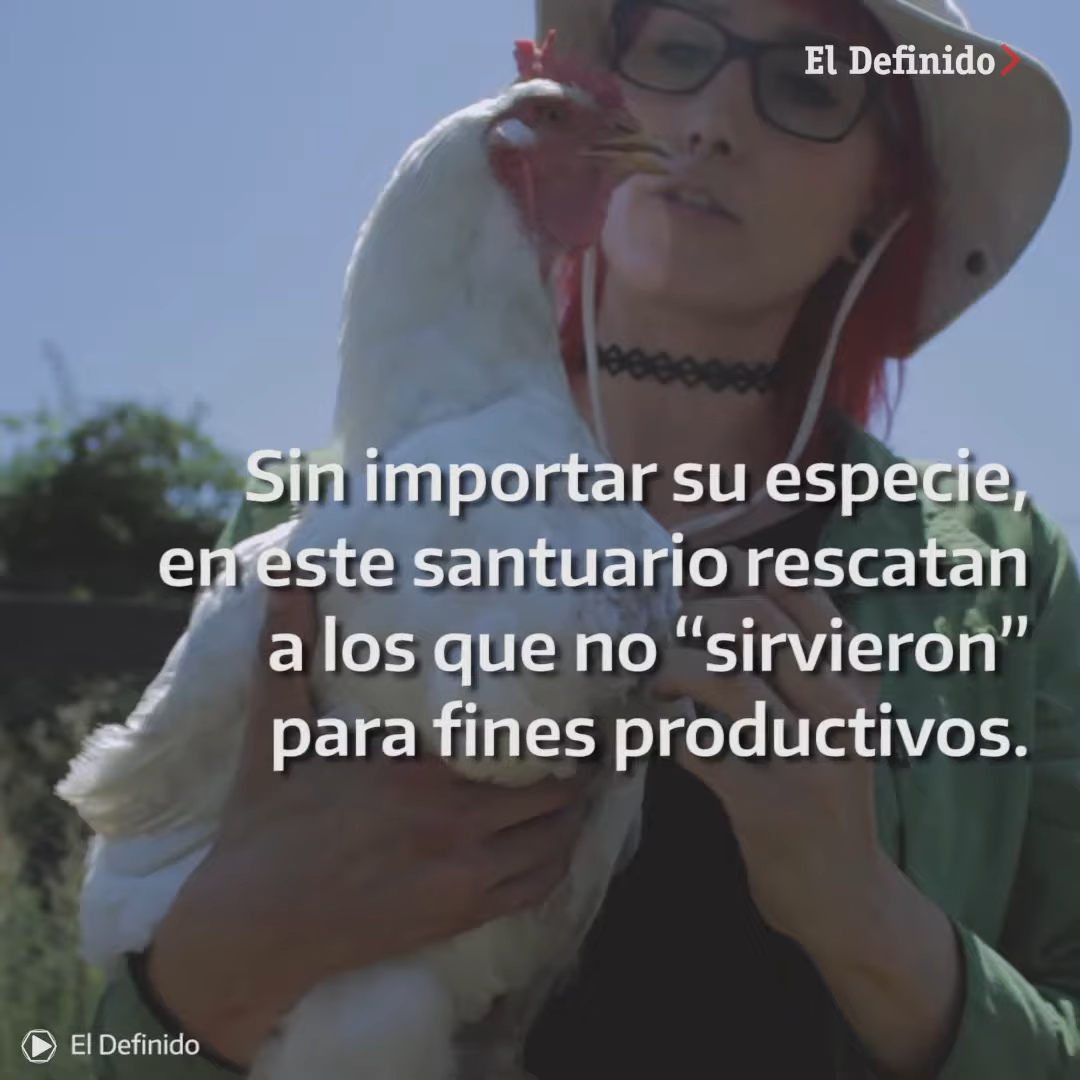 El Definido
Sin importar su especie,
en este santuario rescatan
a los que no “sirvieron”
para fines productivos.
El Definido